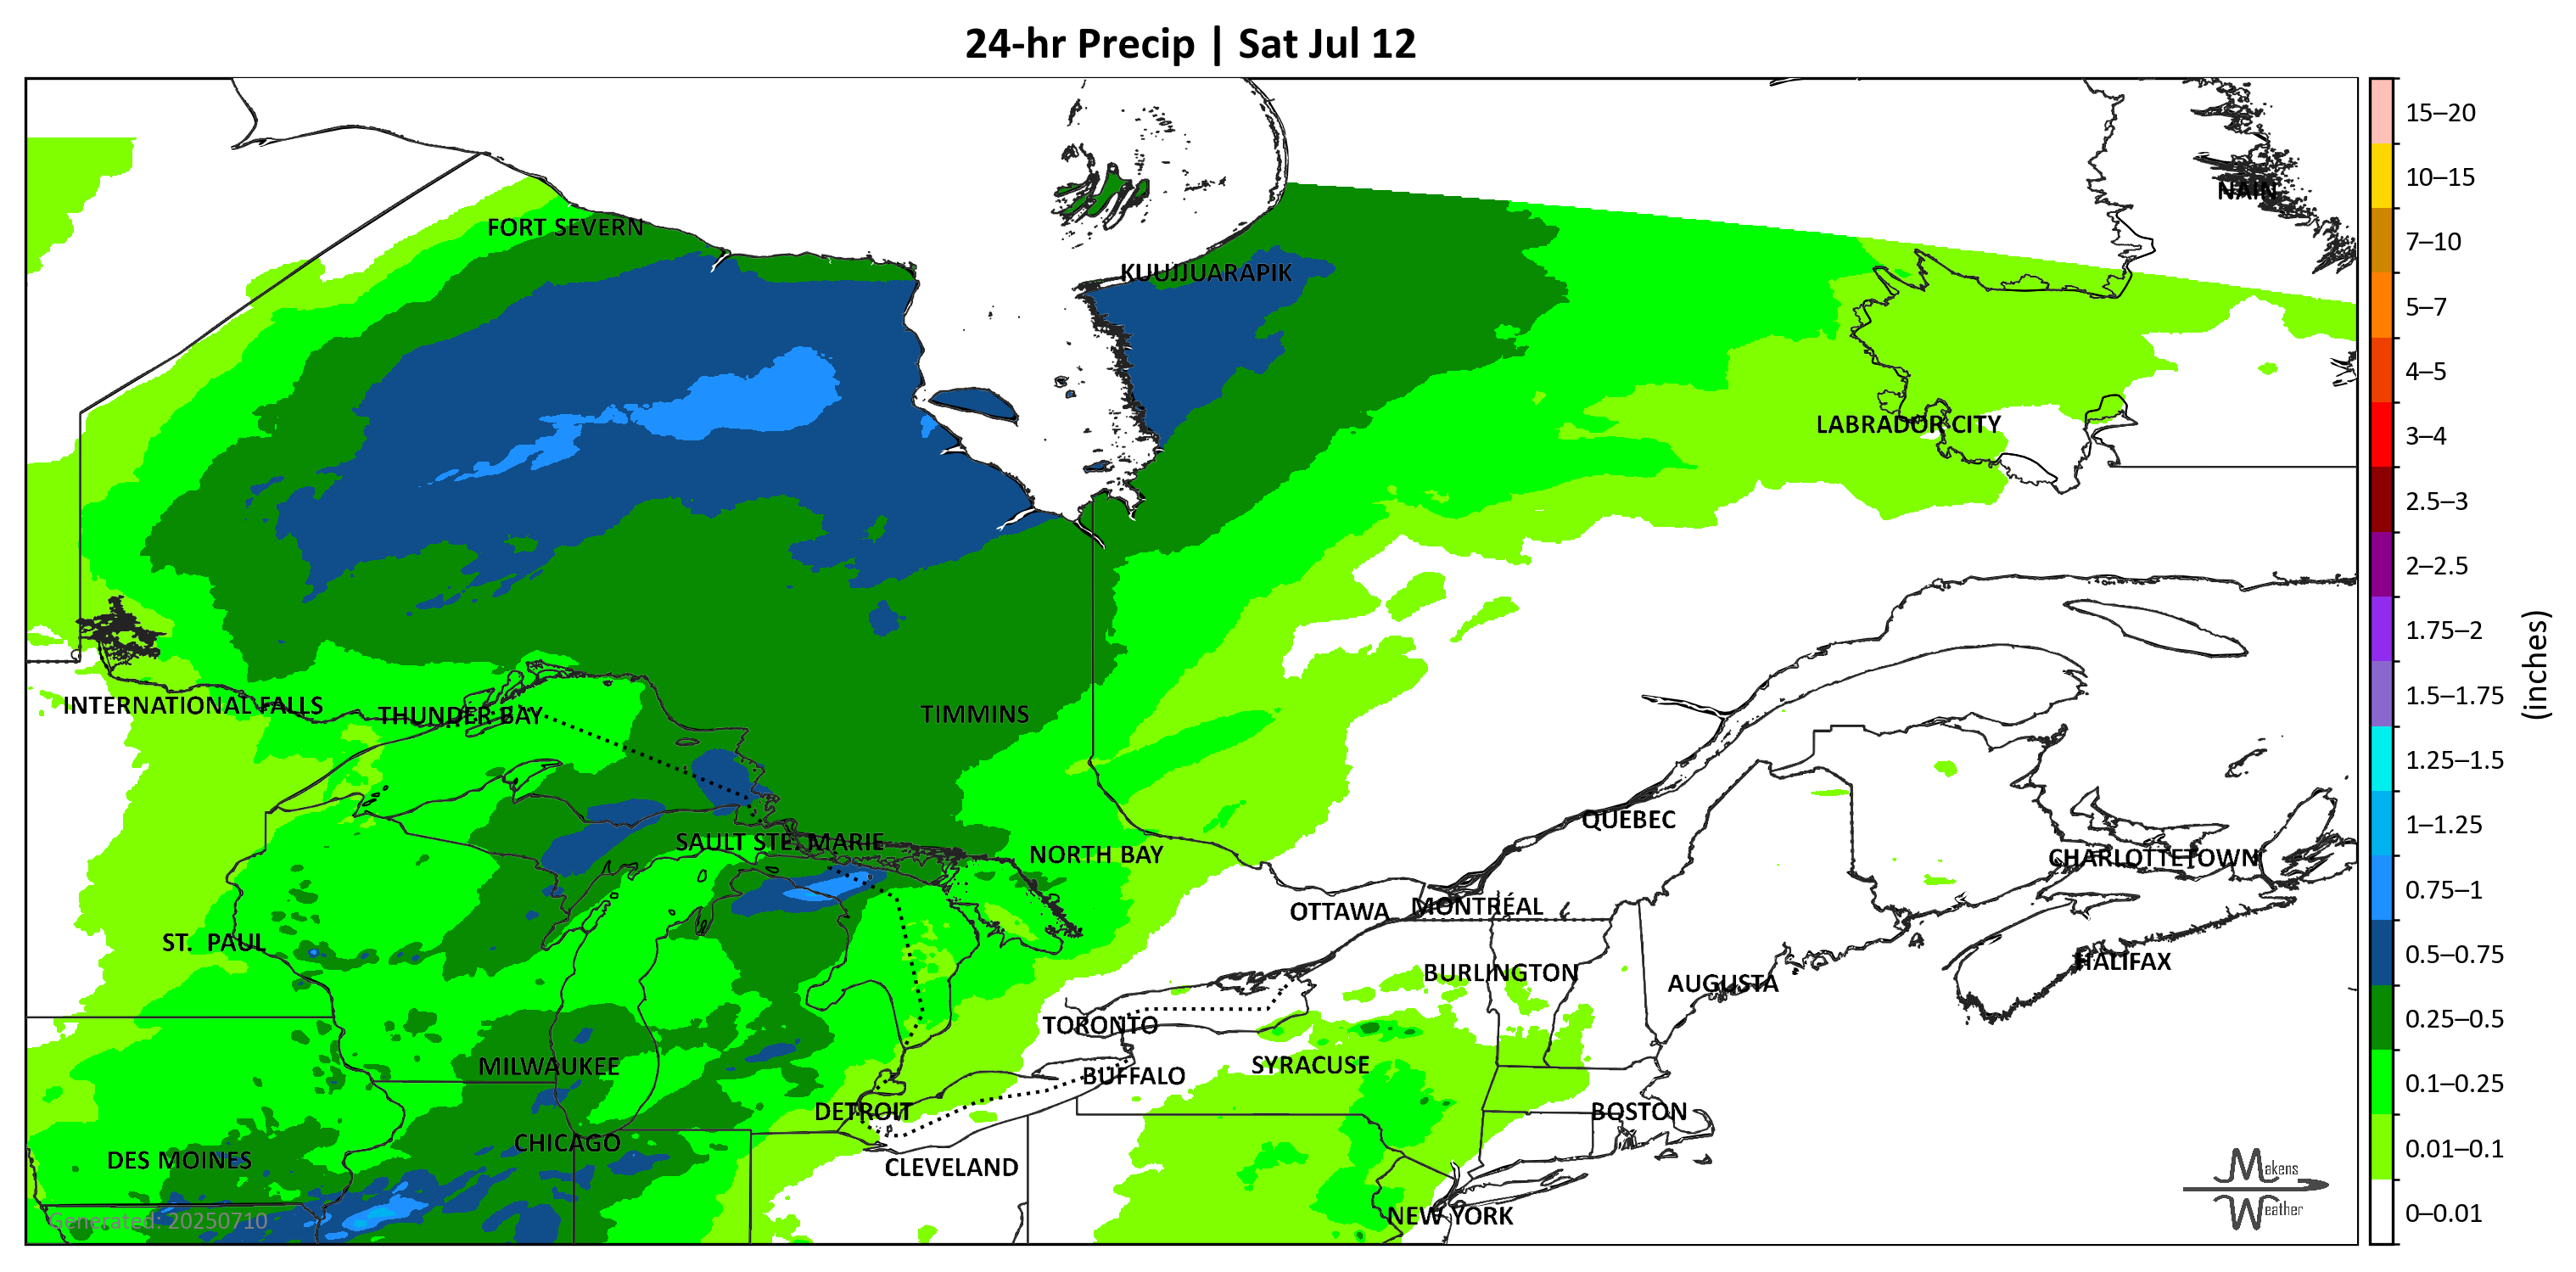 24-hr Precip | Sat Jul 12
NAIN
FORT SEVERN
KUUJJUARAPIK
LABRADOR CITY
INTERNATIONAL FALLS
THUNDER BAY
TIMMINS
QUEBEC
SAULT STE. MARIE
NORTH BAY
CHARLOTTETOWN
OTTAWA
MONTRÉAL
ST. PAUL
HALIFAX
BURLINGTON
AUGUSTA
TORONTO
MILWAUKEE
SYRACUSE
BUFFALO
DETROIT
BOSTON
CHICAGO
DES MOINES
CLEVELAND
NEW YORK
Generated: 20250710
Makens
Weather
15–20
10–15
7–10
5–7
4–5
3–4
2.5–3
2–2.5
1.75–2
1.5–1.75
1.25–1.5
1–1.25
0.75–1
0.5–0.75
0.25–0.5
0.1–0.25
0.01–0.1
0–0.01
(inches)